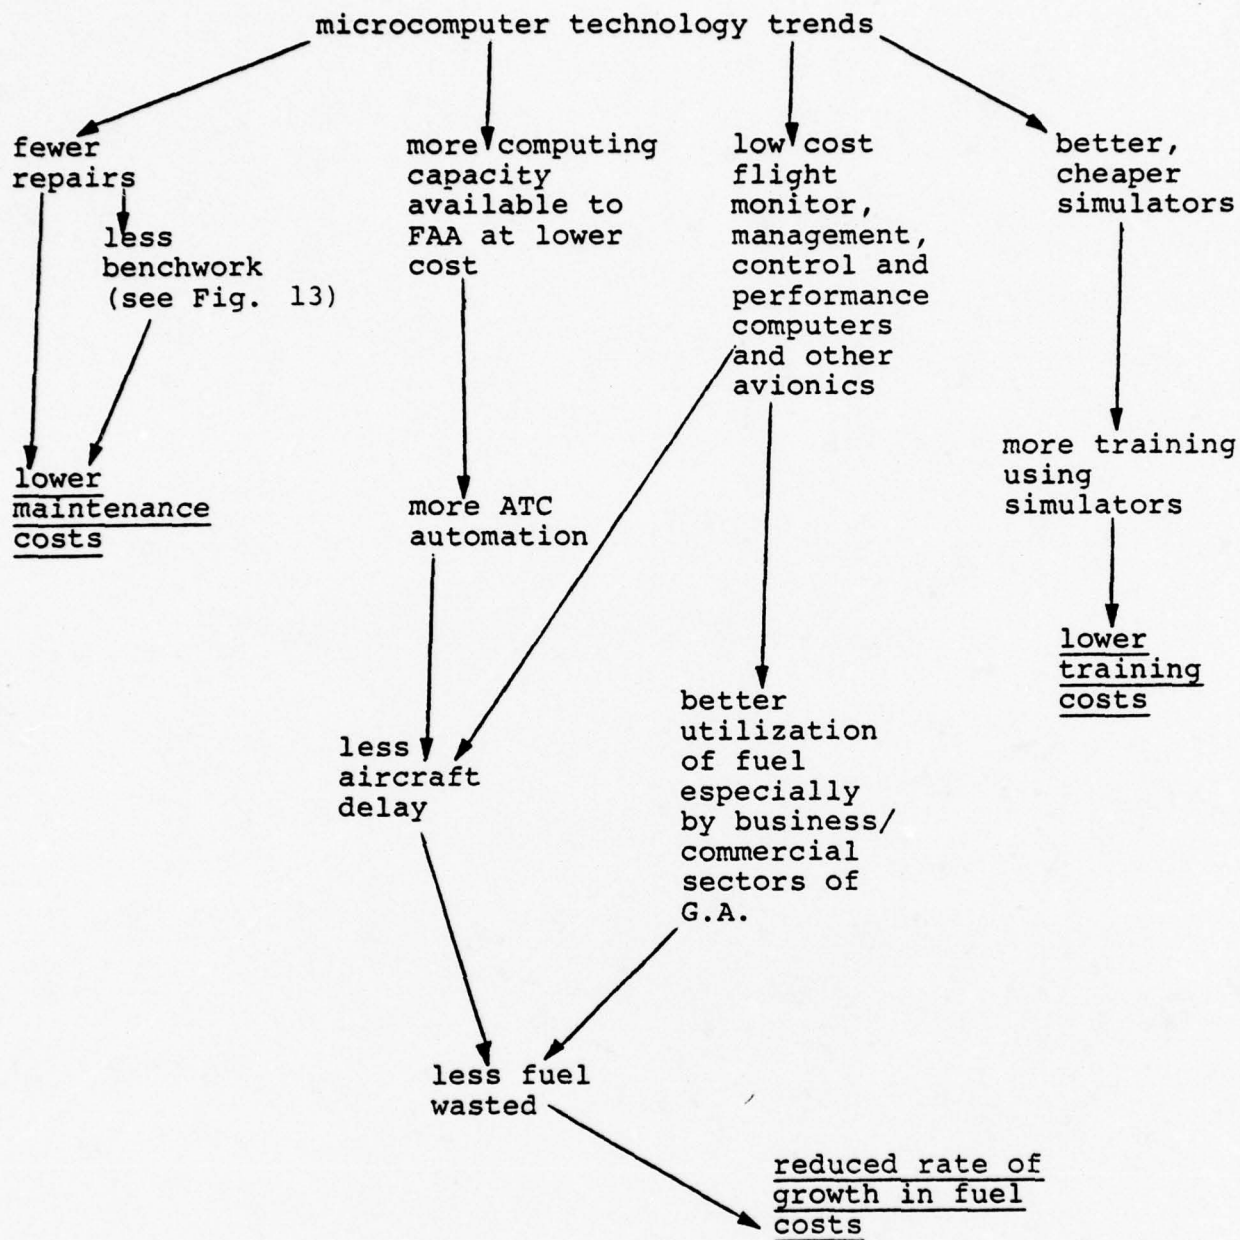 microcomputer technology trends
fewer
repairs
less
benchwork
(see Fig. 13)
lower
maintenance
costs
more computing
capacity
available to
FAA at lower
cost
more ATC
automation
less
aircraft
delay
low cost
flight
monitor,
management,
control and
performance
computers
and other
avionics
better
utilization
of fuel
especially
by business/
commercial
sectors of
G.A.
less fuel
wasted
reduced rate of
growth in fuel
costs
better,
cheaper
simulators
more training
using
simulators
lower
training
costs